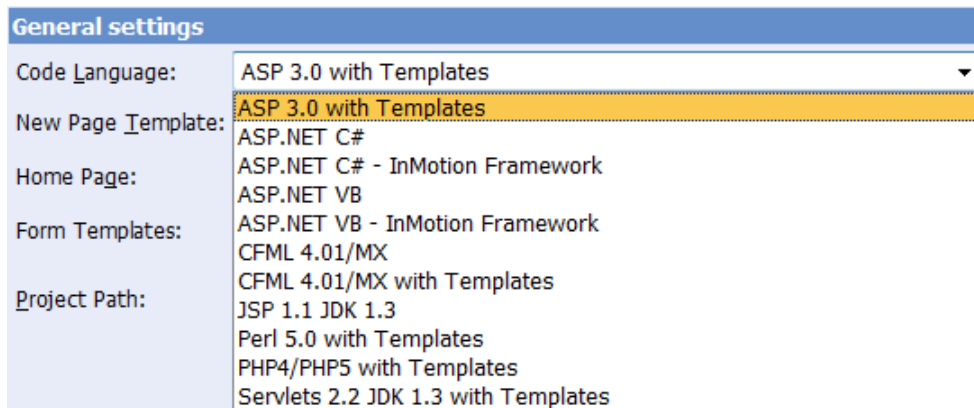 General settings
Code Language:
ASP 3.0 with Templates
ASP 3.0 with Templates
New Page Template:
ASP.NET C#
ASP.NET C# - InMotion Framework
Home Page:
ASP.NET VB
ASP.NET VB - InMotion Framework
Form Templates:
CFML 4.01/MX
CFML 4.01/MX with Templates
Project Path:
JSP 1.1 JDK 1.3
Perl 5.0 with Templates
PHP4/PHP5 with Templates
Servlets 2.2 JDK 1.3 with Templates